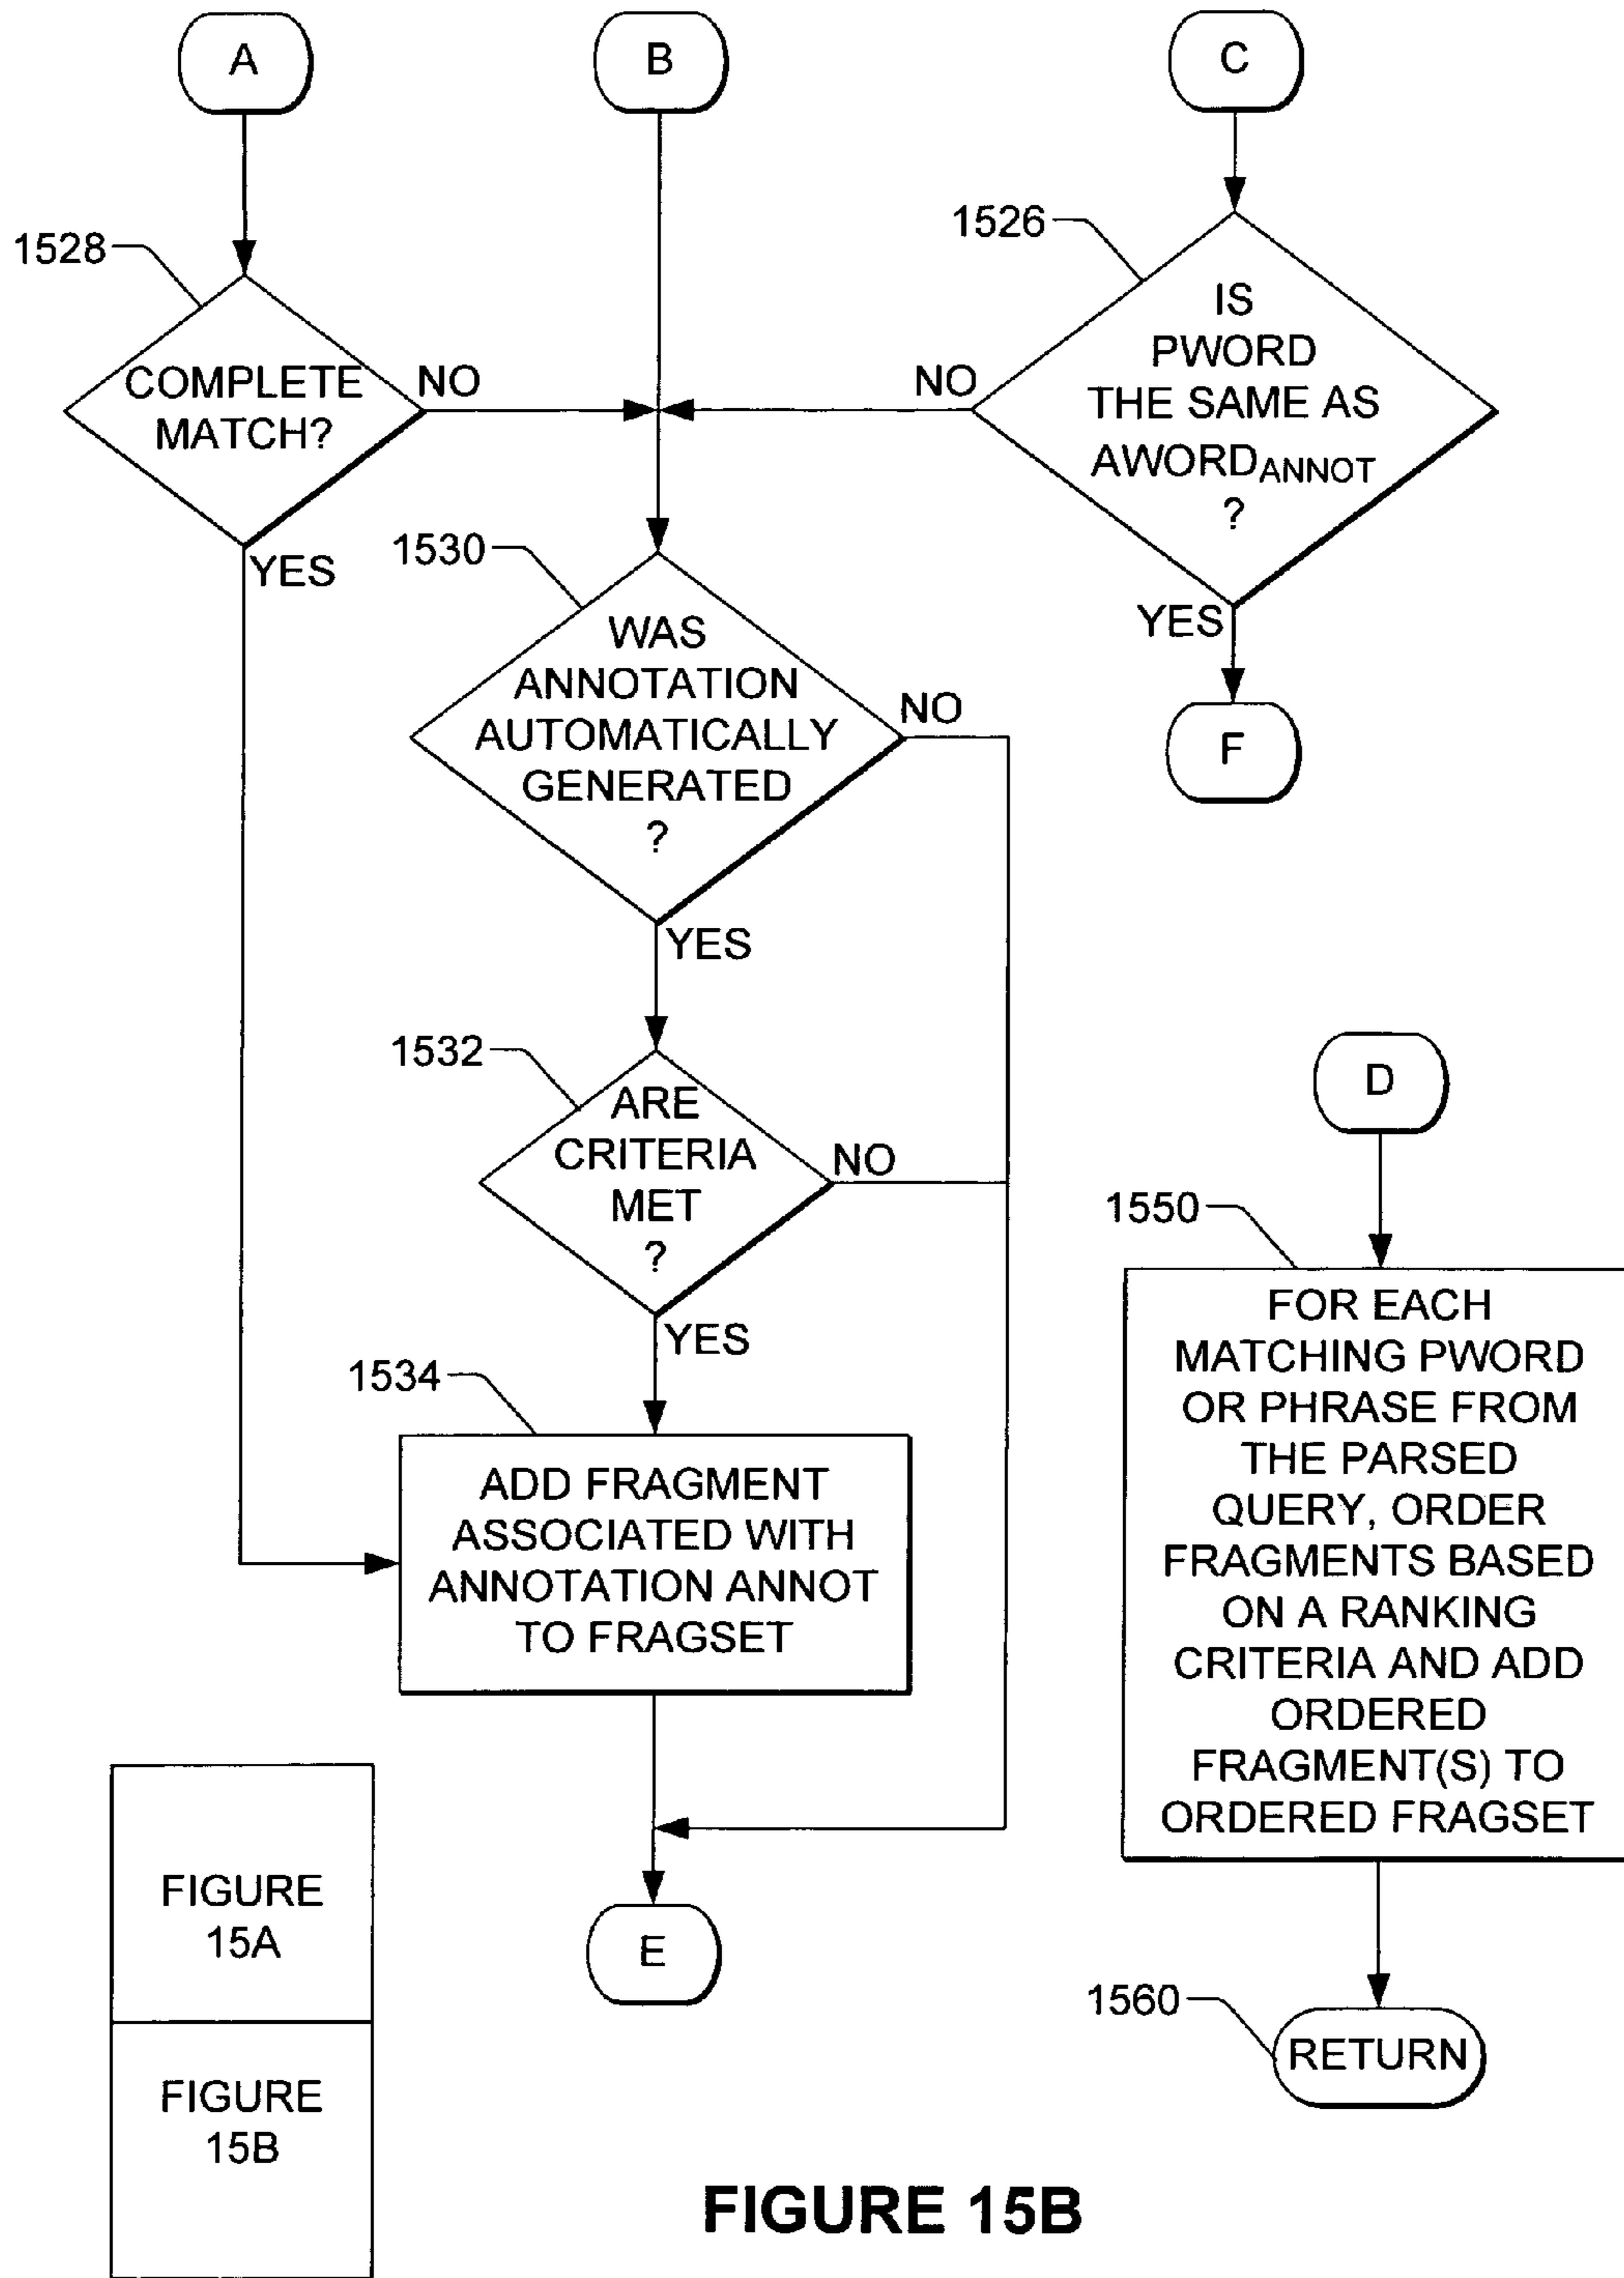 A
B
C
1528
COMPLETE
MATCH?
NO
YES
1526
IS
PWORD
THE SAME AS
AWORDANNOT
?
NO
YES
F
1530
WAS
ANNOTATION
AUTOMATICALLY
GENERATED
?
NO
YES
1532
ARE
CRITERIA
MET
?
NO
YES
1534
ADD FRAGMENT
ASSOCIATED WITH
ANNOTATION ANNOT
TO FRAGSET
E
D
1550
FOR EACH
MATCHING PWORD
OR PHRASE FROM
THE PARSED
QUERY, ORDER
FRAGMENTS BASED
ON A RANKING
CRITERIA AND ADD
ORDERED
FRAGMENT(S) TO
ORDERED FRAGSET
1560
RETURN
FIGURE
15A
FIGURE
15B
FIGURE 15B